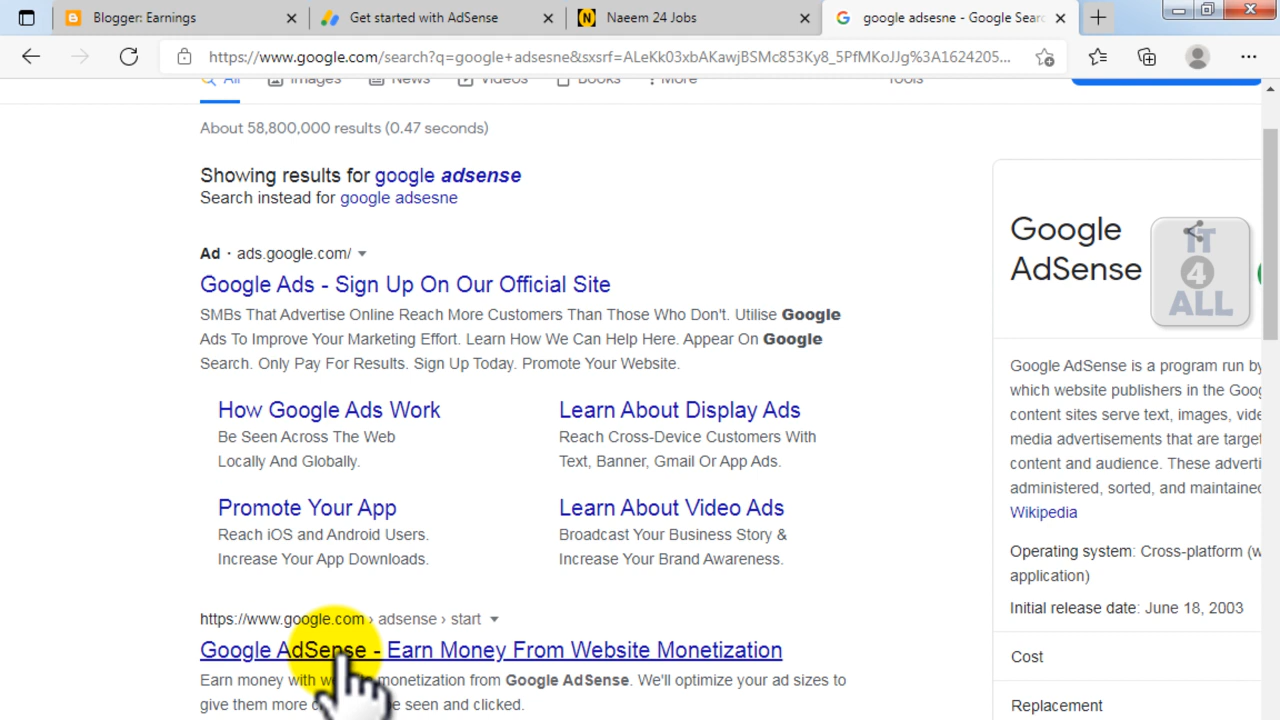 Blogger: Earnings
Get started with AdSense
Naeem 24 Jobs
google adsesne - Google Sear
https://www.google.com/search?q=google+adsesne&sxsrf=ALeKk03xbAKawjBSMc853Ky8_5PfMKoJJg%3A1624205...
All Images News Videos Books More Tools
About 58,800,000 results (0.47 seconds)
Showing results for google adsense
Search instead for google adsesne
Ad · ads.google.com/
Google Ads - Sign Up On Our Official Site
SMBs That Advertise Online Reach More Customers Than Those Who Don't. Utilise Google
Ads To Improve Your Marketing Effort. Learn How We Can Help Here. Appear On Google
Search. Only Pay For Results. Sign Up Today. Promote Your Website.
How Google Ads Work
Be Seen Across The Web
Locally And Globally.
Learn About Display Ads
Reach Cross-Device Customers With
Text, Banner, Gmail Or App Ads.
Promote Your App
Reach iOS and Android Users.
Increase Your App Downloads.
Learn About Video Ads
Broadcast Your Business Story &
Increase Your Brand Awareness.
https://www.google.com › adsense › start
Google AdSense - Earn Money From Website Monetization
Earn money with monetization from Google AdSense. We'll optimize your ad sizes to
give them more seen and clicked.
Google
AdSense
IT
4
ALL
Google AdSense is a program run by
which website publishers in the Goog
content sites serve text, images, vide
media advertisements that are target
content and audience. These adverti
administered, sorted, and maintained
Wikipedia
Operating system: Cross-platform (w
application)
Initial release date: June 18, 2003
Cost
Replacement